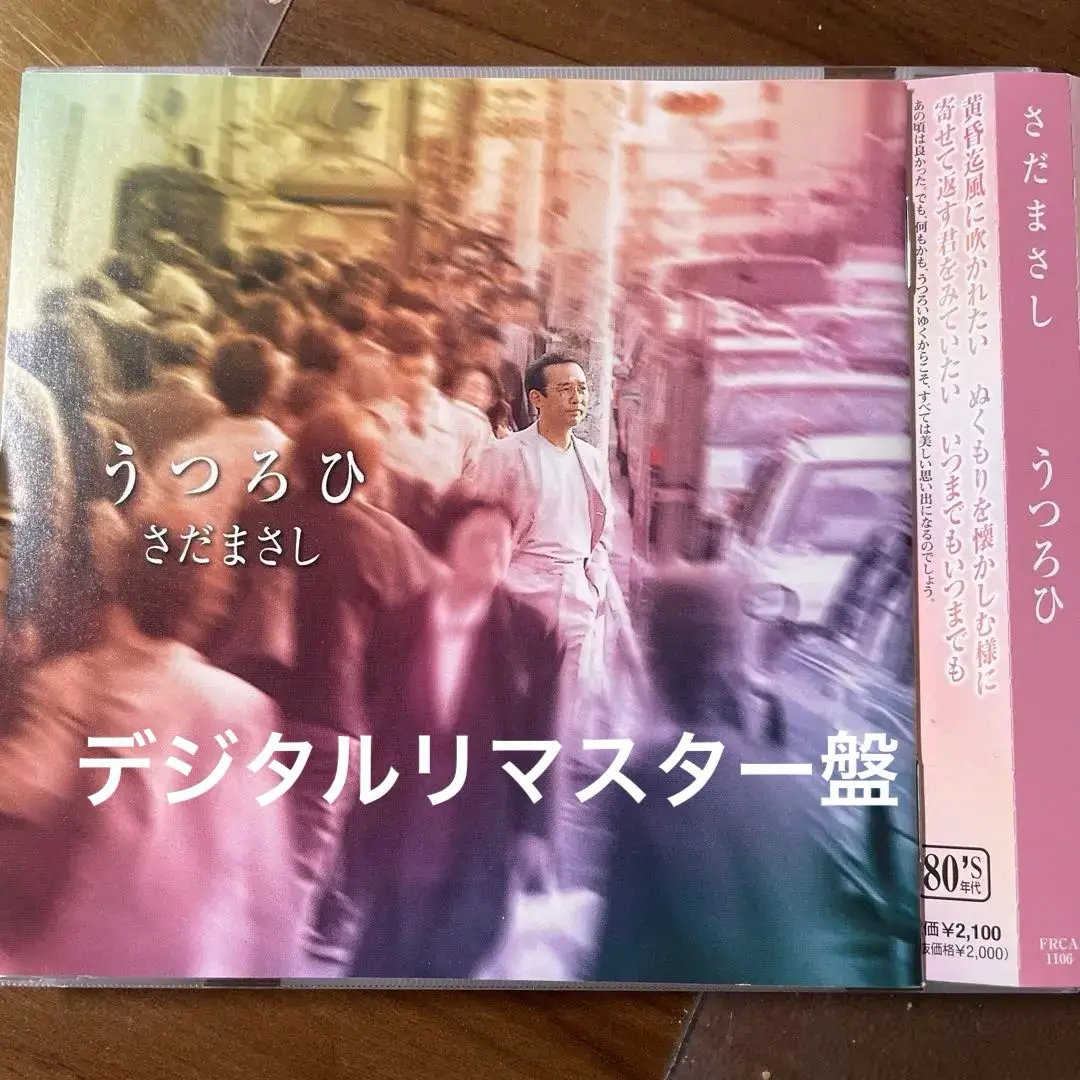 うつろひ
さだまさし
デジタルリマスター盤
黄昏迄風に吹かれたい　ぬくもりを懐かしむ様に
寄せて返す君をみていたい　いつまでもいつまでも
あの頃は良かった。でも、何もかも、うつろいゆくからこそ、すべては美しい思い出になるのでしょう。
80'S
年代
価¥2,100
価格¥2,000)
さだまさし　うつろひ
FRCA
1106